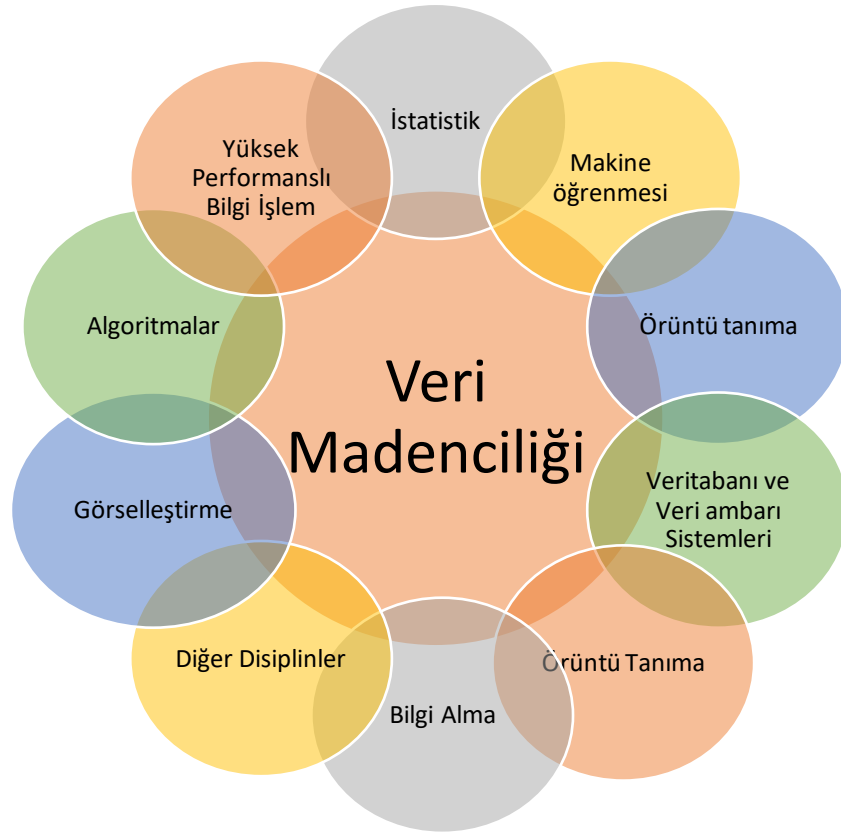 İstatistik
Makine
öğrenmesi
Örüntü tanıma
Veritabanı ve
Veri ambarı
Sistemleri
Örüntü Tanıma
Bilgi Alma
Diğer Disiplinler
Görselleştirme
Algoritmalar
Yüksek
Performanslı
Bilgi İşlem
Veri
Madenciliği